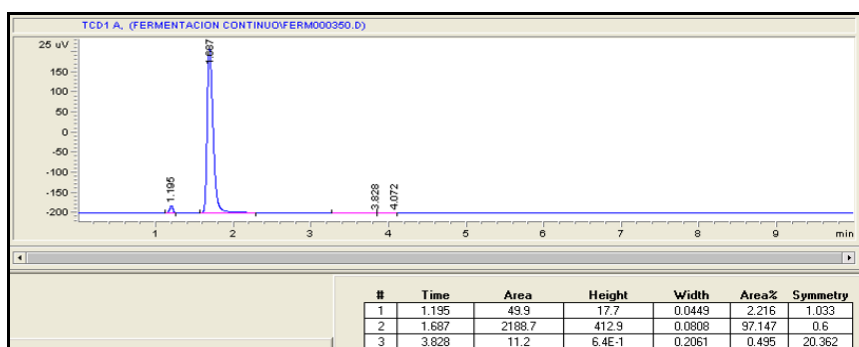 TCD1 A, (FERMENTACION CONTINUO\FERM000350.D)
25 uV
150
100
50
0
-50
-100
-150
-200
1.195
1.687
3.828
4.072
1 2 3 4 5 6 7 8 9 min
# Time Area Height Width Area% Symmetry
1 1.195 49.9 17.7 0.0449 2.216 1.033
2 1.687 2188.7 412.9 0.0808 97.147 0.6
3 3.828 11.2 6.4E-1 0.2061 0.495 20.362